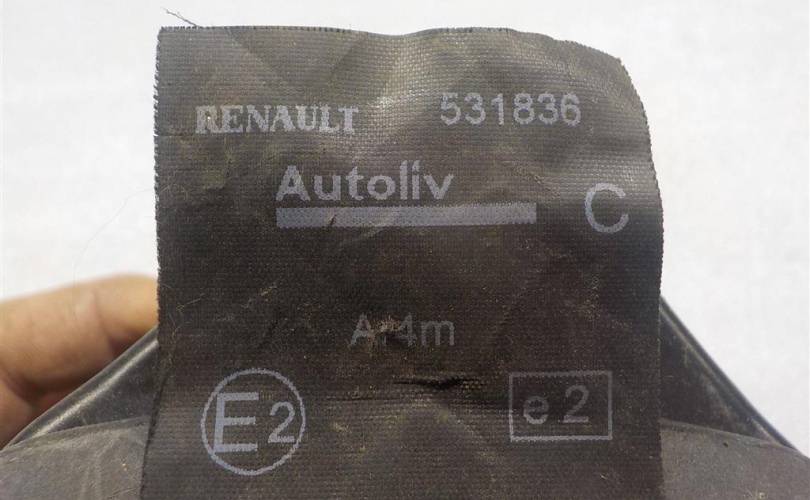 RENAULT 531836
Autoliv C
Ar4m
E2 e2